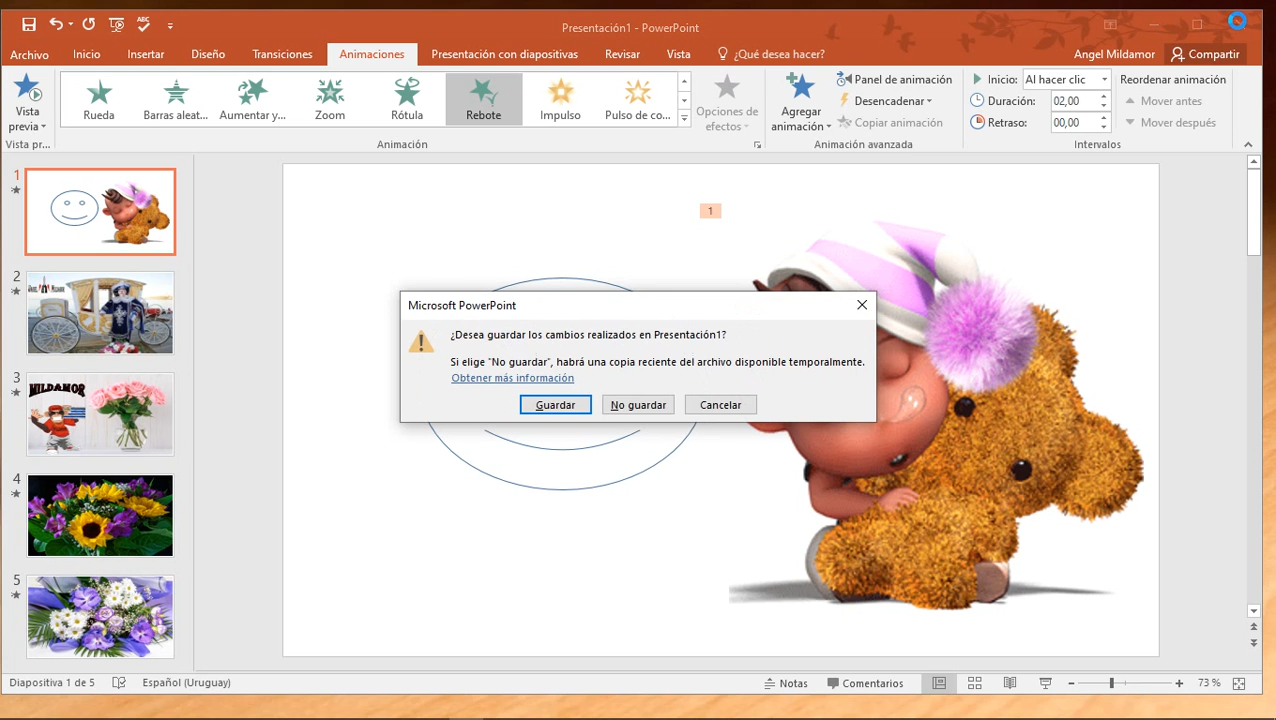 Presentación1 - PowerPoint
Archivo Inicio Insertar Diseño Transiciones Animaciones Presentación con diapositivas Revisar Vista ¿Qué desea hacer? Angel Mildamor Compartir
Vista previa
Rueda Barras aleat... Aumentar y... Zoom Rótula Rebote Impulso Pulso de co...
Opciones de efectos
Agregar animación
Panel de animación
Desencadenar
Copiar animación
Inicio: Al hacer clic
Duración: 02,00
Retraso: 00,00
Reordenar animación
Mover antes
Mover después
Vista pr... Animación Animación avanzada Intervalos
1
2
3
MILDAMOR
4
5
1
Microsoft PowerPoint
¿Desea guardar los cambios realizados en Presentación1?
Si elige "No guardar", habrá una copia reciente del archivo disponible temporalmente.
Obtener más información
Guardar No guardar Cancelar
Diapositiva 1 de 5 Español (Uruguay) Notas Comentarios 73 %